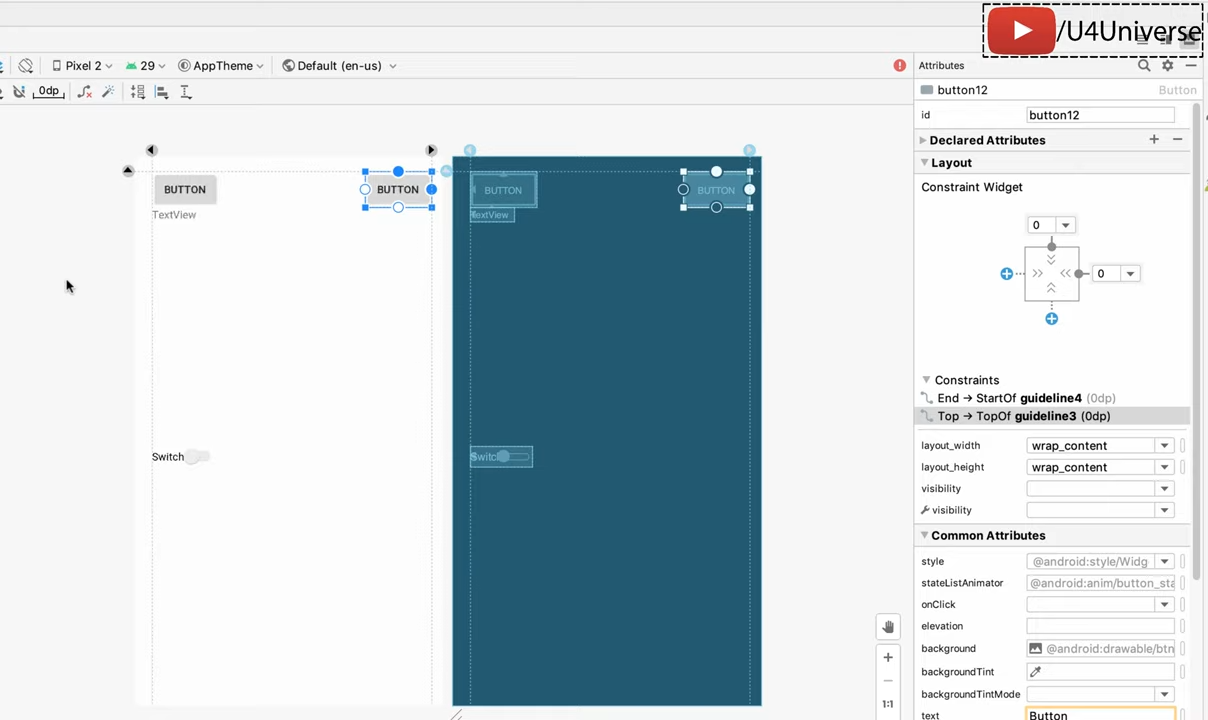 /U4Universe
Pixel 2
29
AppTheme
Default (en-us)
Attributes
0dp
button12
Button
id
button12
Declared Attributes
Layout
Constraint Widget
0
0
BUTTON
BUTTON
TextView
Switch
BUTTON
BUTTON
TextView
Switch
Constraints
End → StartOf guideline4 (0dp)
Top → TopOf guideline3 (0dp)
layout_width
wrap_content
layout_height
wrap_content
visibility
visibility
Common Attributes
style
@android:style/Widg
stateListAnimator
@android:anim/button_sta
onClick
elevation
background
@android:drawable/btn
backgroundTint
backgroundTintMode
text
Button
1:1